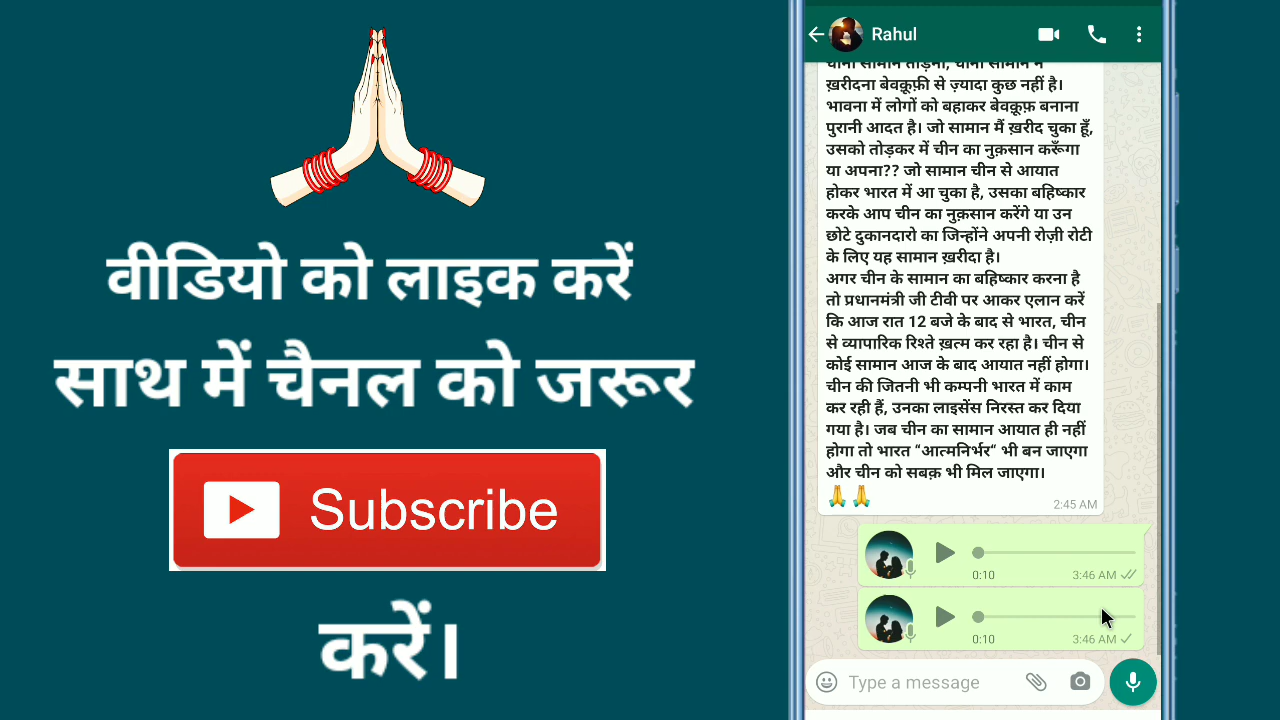 वीडियो को लाइक करें
साथ में चैनल को जरूर
Subscribe
करें।
Rahul
चीनी सामान तोड़ना, चीनी सामान न
ख़रीदना बेवक़ूफ़ी से ज़्यादा कुछ नहीं है।
भावना में लोगों को बहाकर बेवक़ूफ़ बनाना
पुरानी आदत है। जो सामान मैं ख़रीद चुका हूँ,
उसको तोड़कर में चीन का नुक़सान करूँगा
या अपना?? जो सामान चीन से आयात
होकर भारत में आ चुका है, उसका बहिष्कार
करके आप चीन का नुक़सान करेंगे या उन
छोटे दुकानदारो का जिन्होंने अपनी रोज़ी रोटी
के लिए यह सामान ख़रीदा है।
अगर चीन के सामान का बहिष्कार करना है
तो प्रधानमंत्री जी टीवी पर आकर एलान करें
कि आज रात 12 बजे के बाद से भारत, चीन
से व्यापारिक रिश्ते ख़त्म कर रहा है। चीन से
कोई सामान आज के बाद आयात नहीं होगा।
चीन की जितनी भी कम्पनी भारत में काम
कर रही हैं, उनका लाइसेंस निरस्त कर दिया
गया है। जब चीन का सामान आयात ही नहीं
होगा तो भारत “आत्मनिर्भर“ भी बन जाएगा
और चीन को सबक़ भी मिल जाएगा।
🙏🙏
2:45 AM
0:10 3:46 AM
0:10 3:46 AM
Type a message